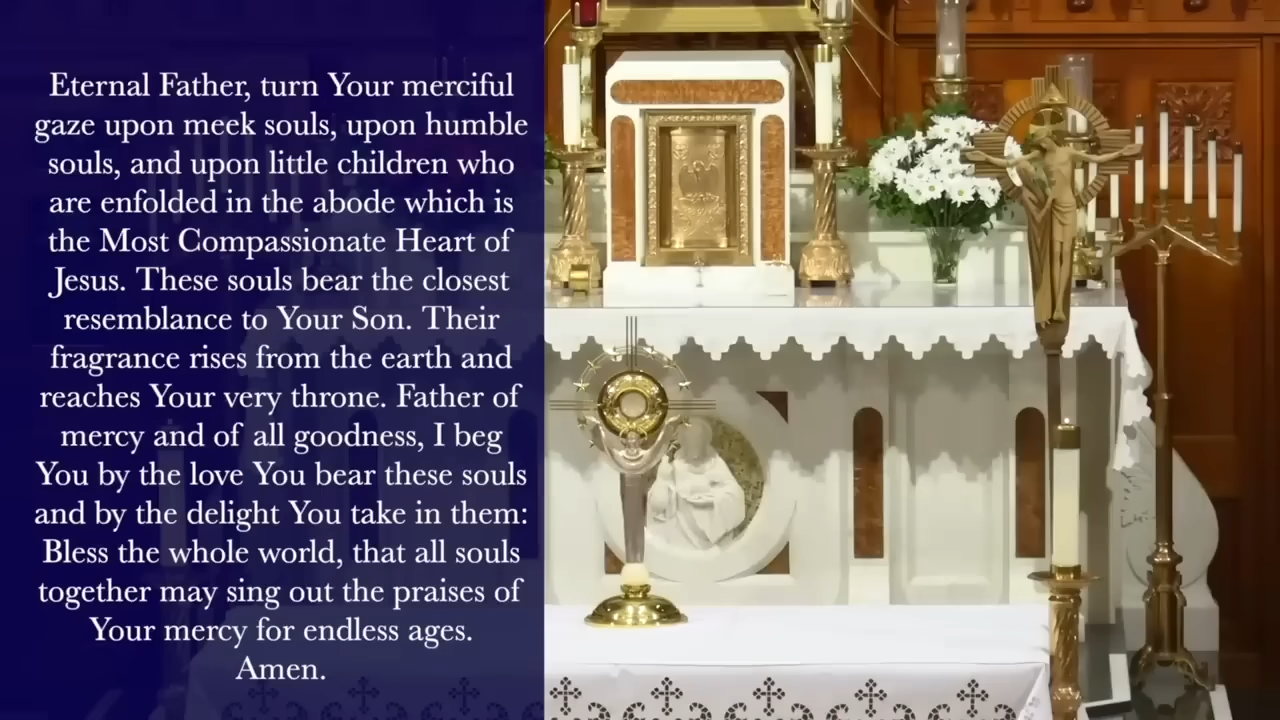 Eternal Father, turn Your merciful
gaze upon meek souls, upon humble
souls, and upon little children who
are enfolded in the abode which is
the Most Compassionate Heart of
Jesus. These souls bear the closest
resemblance to Your Son. Their
fragrance rises from the earth and
reaches Your very throne. Father of
mercy and of all goodness, I beg
You by the love You bear these souls
and by the delight You take in them:
Bless the whole world, that all souls
together may sing out the praises of
Your mercy for endless ages.
Amen.